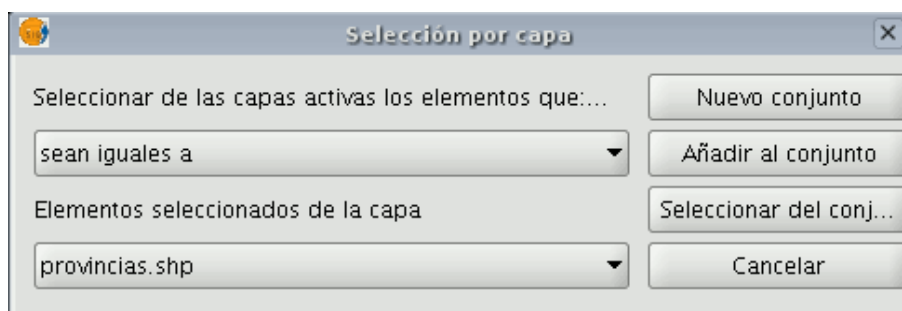 Selección por capa
Seleccionar de las capas activas los elementos que:...
Nuevo conjunto
sean iguales a
Añadir al conjunto
Elementos seleccionados de la capa
Seleccionar del conj...
provincias.shp
Cancelar